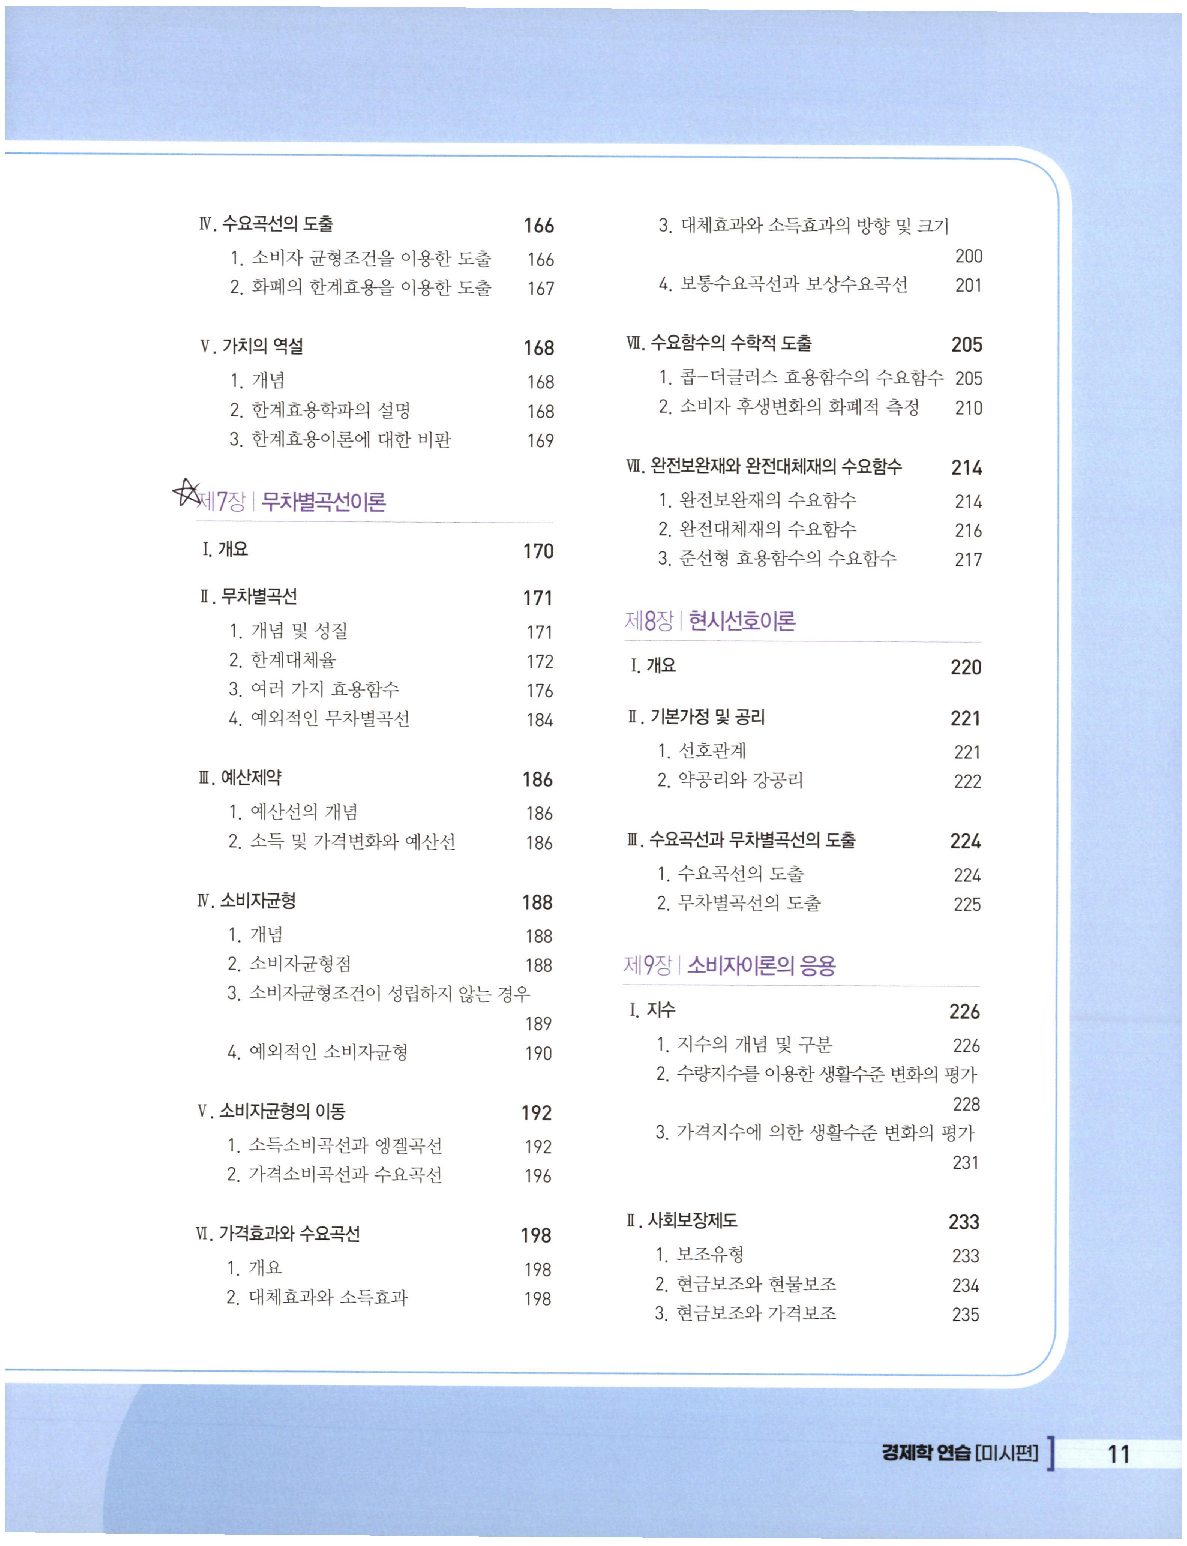 Ⅳ. 수요곡선의 도출 166
1. 소비자 균형조건을 이용한 도출 166
2. 화폐의 한계효용을 이용한 도출 167
Ⅴ. 가치의 역설 168
1. 개념 168
2. 한계효용학파의 설명 168
3. 한계효용이론에 대한 비판 169
제7장 | 무차별곡선이론
Ⅰ. 개요 170
Ⅱ. 무차별곡선 171
1. 개념 및 성질 171
2. 한계대체율 172
3. 여러 가지 효용함수 176
4. 예외적인 무차별곡선 184
Ⅲ. 예산제약 186
1. 예산선의 개념 186
2. 소득 및 가격변화와 예산선 186
Ⅳ. 소비자균형 188
1. 개념 188
2. 소비자균형점 188
3. 소비자균형조건이 성립하지 않는 경우
189
4. 예외적인 소비자균형 190
Ⅴ. 소비자균형의 이동 192
1. 소득소비곡선과 엥겔곡선 192
2. 가격소비곡선과 수요곡선 196
Ⅵ. 가격효과와 수요곡선 198
1. 개요 198
2. 대체효과와 소득효과 198
3. 대체효과와 소득효과의 방향 및 크기
200
4. 보통수요곡선과 보상수요곡선 201
Ⅶ. 수요함수의 수학적 도출 205
1. 콥-더글러스 효용함수의 수요함수 205
2. 소비자 후생변화의 화폐적 측정 210
Ⅶ. 완전보완재와 완전대체재의 수요함수 214
1. 완전보완재의 수요함수 214
2. 완전대체재의 수요함수 216
3. 준선형 효용함수의 수요함수 217
제8장 | 현시선호이론
Ⅰ. 개요 220
Ⅱ. 기본가정 및 공리 221
1. 선호관계 221
2. 약공리와 강공리 222
Ⅲ. 수요곡선과 무차별곡선의 도출 224
1. 수요곡선의 도출 224
2. 무차별곡선의 도출 225
제9장 | 소비자이론의 응용
Ⅰ. 지수 226
1. 지수의 개념 및 구분 226
2. 수량지수를 이용한 생활수준 변화의 평가
228
3. 가격지수에 의한 생활수준 변화의 평가
231
Ⅱ. 사회보장제도 233
1. 보조유형 233
2. 현금보조와 현물보조 234
3. 현금보조와 가격보조 235
경제학 연습 [미시편] 11